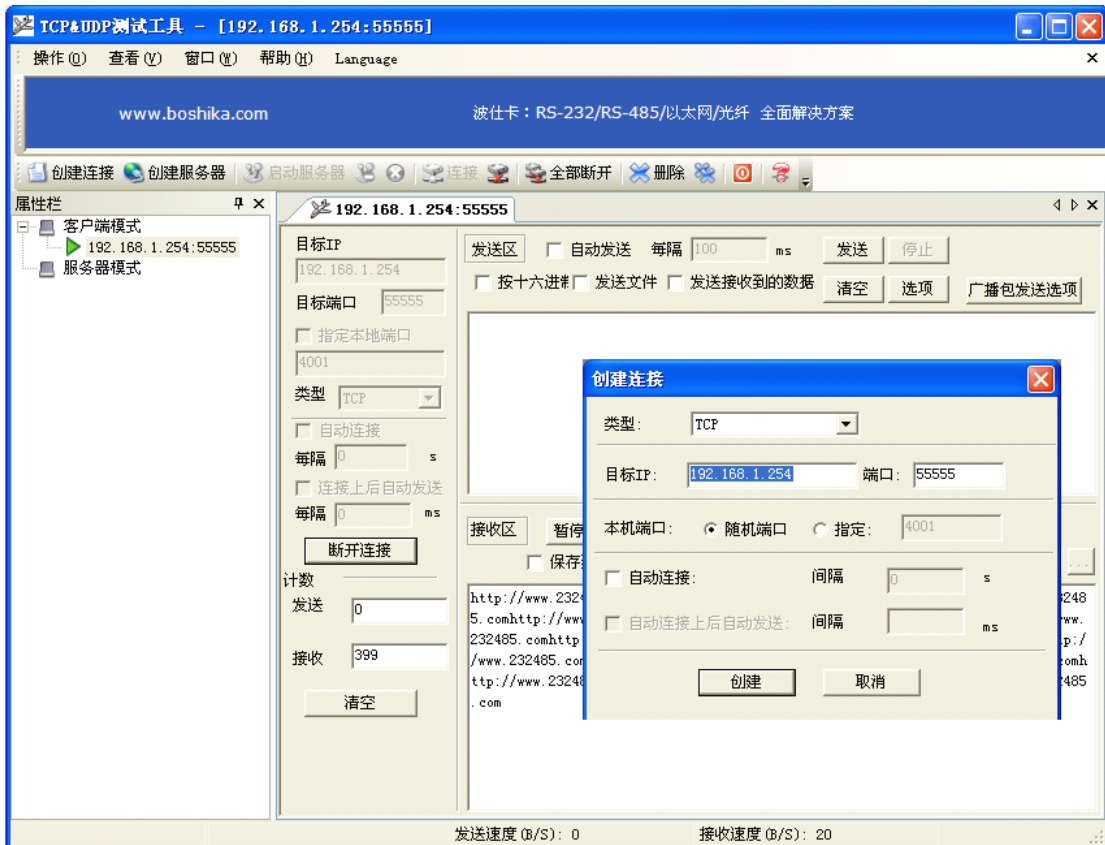 TCP&UDP测试工具 - [192.168.1.254:55555]
操作(O) 查看(V) 窗口(W) 帮助(H) Language
www.boshika.com 波仕卡：RS-232/RS-485/以太网/光纤 全面解决方案
创建连接 创建服务器 启动服务器 连接 全部断开 删除
属性栏
客户端模式
192.168.1.254:55555
服务器模式
192.168.1.254:55555
目标IP
192.168.1.254
目标端口 55555
指定本地端口
4001
类型 TCP
自动连接
每隔 0 s
连接上后自动发送
每隔 0 ms
断开连接
计数
发送 0
接收 399
清空
发送区 自动发送 每隔 100 ms 发送 停止
按十六进制 发送文件 发送接收到的数据 清空 选项 广播包发送选项
接收区 暂停
保存 ...
http://www.232485
5.comhttp://www.
232485.comhttp
/www.232485.com
ttp://www.232485
.com
创建连接
类型: TCP
目标IP: 192.168.1.254 端口: 55555
本机端口: 随机端口 指定: 4001
自动连接: 间隔 0 s
自动连接上后自动发送: 间隔 ms
创建 取消
发送速度(B/S): 0 接收速度(B/S): 20